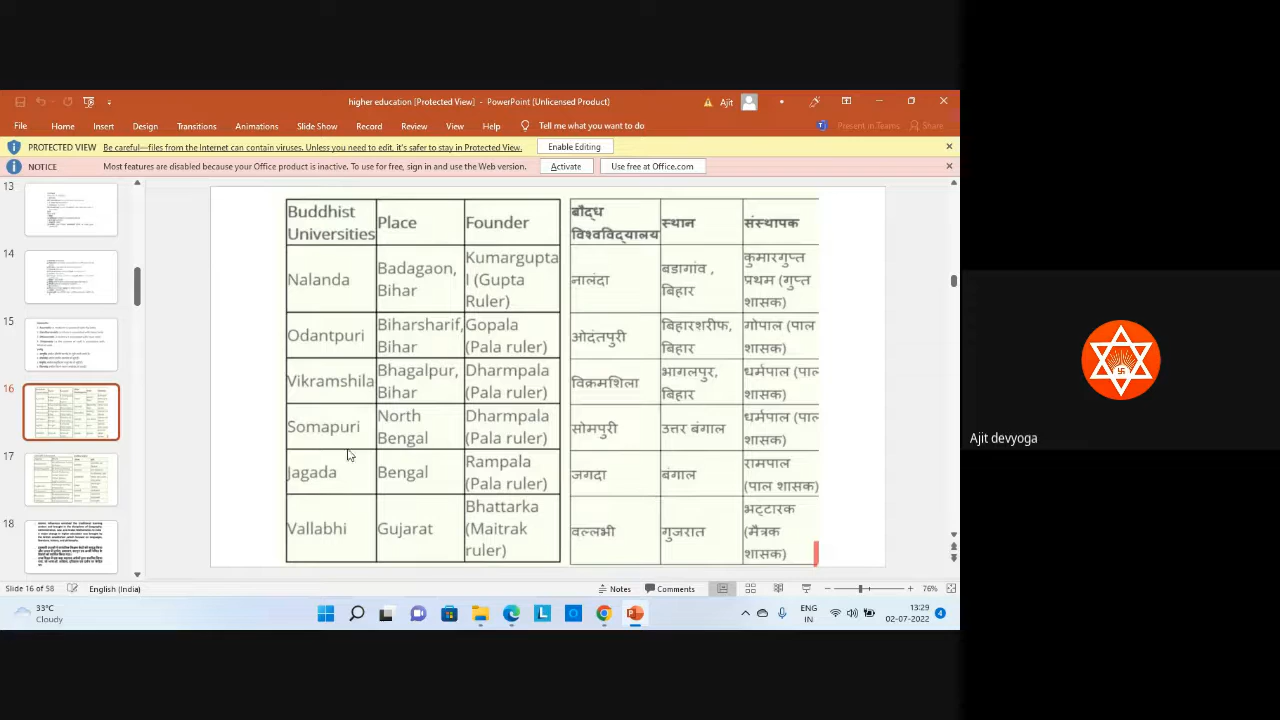 higher education [Protected View] - PowerPoint (Unlicensed Product)
Ajit
File Home Insert Design Transitions Animations Slide Show Record Review View Help Tell me what you want to do
Present in Teams Share
PROTECTED VIEW Be careful—files from the Internet can contain viruses. Unless you need to edit, it's safer to stay in Protected View. Enable Editing
NOTICE Most features are disabled because your Office product is inactive. To use for free, sign in and use the Web version. Activate Use free at Office.com
13
14
15
16
17
18
Buddhist
Universities
Place
Founder
Nalanda
Badagaon,
Bihar
Kumargupta
I (Gupta
Ruler)
Odantpuri
Biharsharif,
Bihar
Gopala
(Pala ruler)
Vikramshila
Bhagalpur,
Bihar
Dharmpala
(Pala ruler)
Somapuri
North
Bengal
Dharmpala
(Pala ruler)
Jagada
Bengal
Rampala
(Pala ruler)
Vallabhi
Gujarat
Bhattarka
(Maitrak
ruler)
बौद्ध
विश्वविद्यालय
स्थान
संस्थापक
नालंदा
बडागांव ,
बिहार
कुमारगुप्त
प्रथम (गुप्त
शासक)
ओदंतपुरी
विहारशरीफ,
बिहार
गोपाल (पाल
शासक)
विक्रमशिला
भागलपुर,
बिहार
धर्मपाल (पाल
शासक)
सोमपुरी
उत्तर बंगाल
धर्मपाल (पाल
शासक)
जगदा
बंगाल
रामपाल
(पाल शासक)
वल्लभी
गुजरात
भट्टारक
(मैत्रक
शासक)
Slide 16 of 58 English (India) Notes Comments 76%
33°C
Cloudy
ENG
IN
13:29
02-07-2022
4
Ajit devyoga